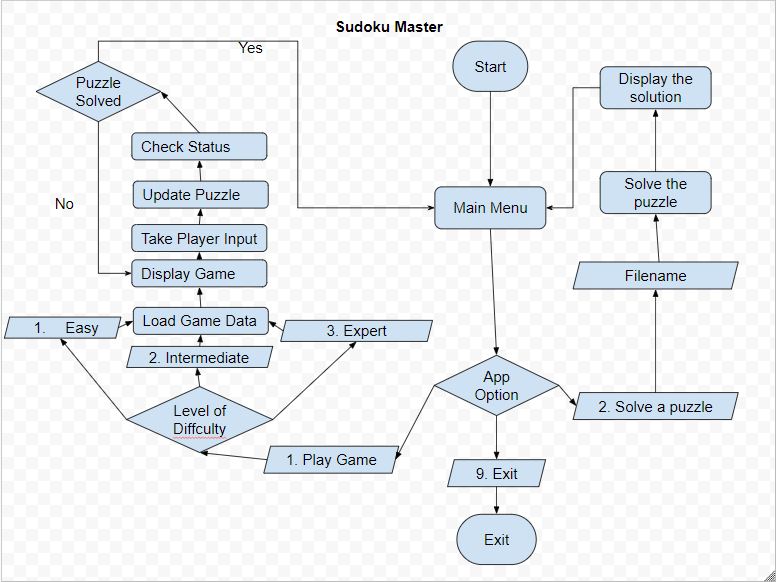 Sudoku Master
Yes
Start
Puzzle
Solved
Display the
solution
Check Status
Update Puzzle
Solve the
puzzle
No
Main Menu
Take Player Input
Display Game
Filename
1. Easy
Load Game Data
3. Expert
2. Intermediate
App
Option
Level of
Diffculty
2. Solve a puzzle
1. Play Game
9. Exit
Exit